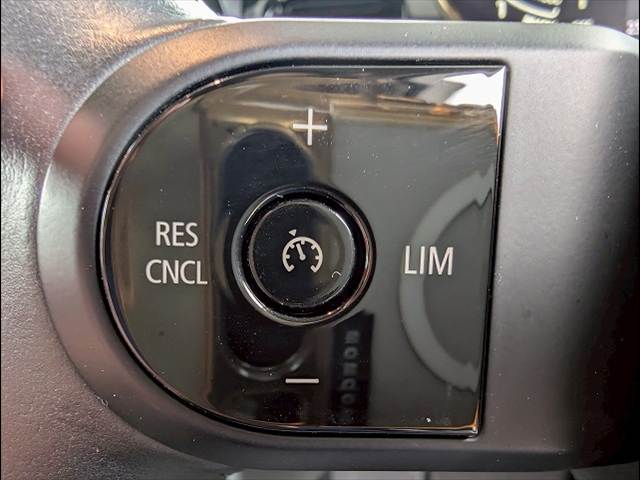 +
RES
CNCL
LIM
—